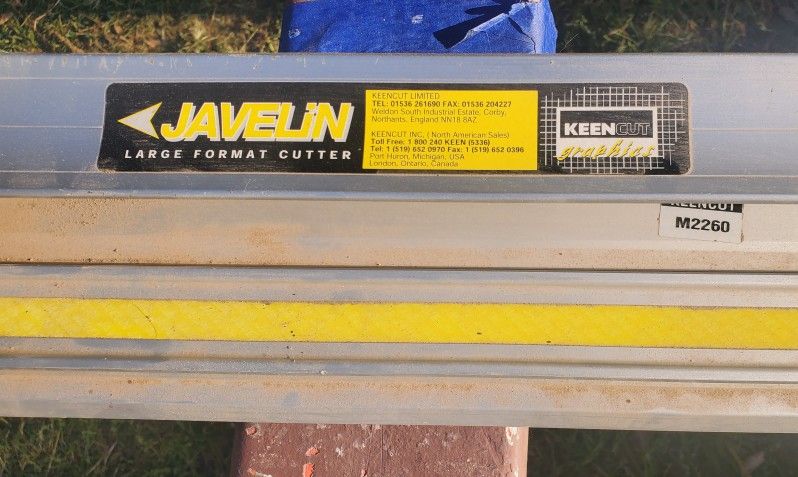 JAVELIN
LARGE FORMAT CUTTER
KEENCUT LIMITED
TEL: 01536 261690 FAX: 01536 204227
Weldon South Industrial Estate, Corby,
Northants, England NN18 8AZ
KEENCUT INC, ( North American Sales)
Toll Free: 1 800 240 KEEN (5336)
Tel: 1 (519) 652 0970 Fax: 1 (519) 652 0396
Port Huron, Michigan, USA
London, Ontario, Canada
KEENCUT
graphics
KEENCUT
M2260